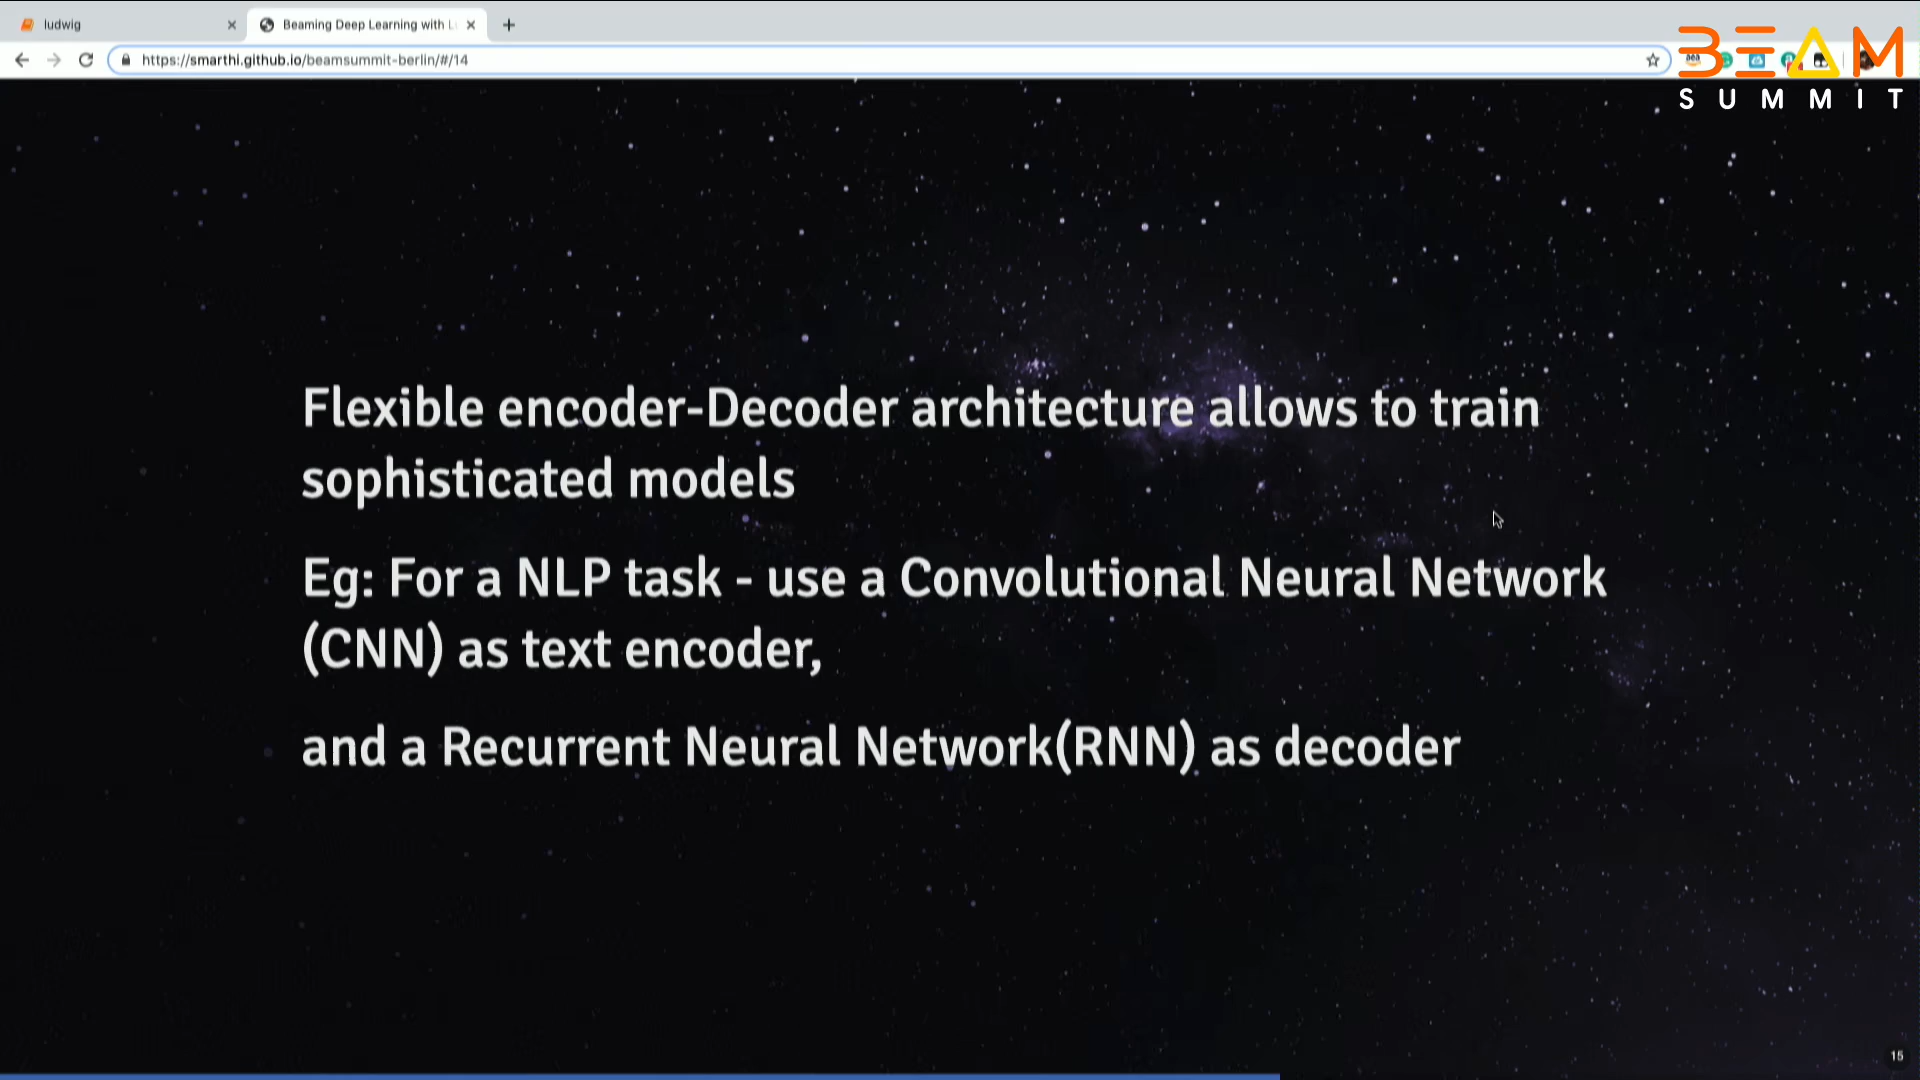 ludwig
Beaming Deep Learning with L
https://smarthi.github.io/beamsummit-berlin/#/14
BEAM
SUMMIT
Flexible encoder-Decoder architecture allows to train
sophisticated models
Eg: For a NLP task - use a Convolutional Neural Network
(CNN) as text encoder,
and a Recurrent Neural Network(RNN) as decoder
15